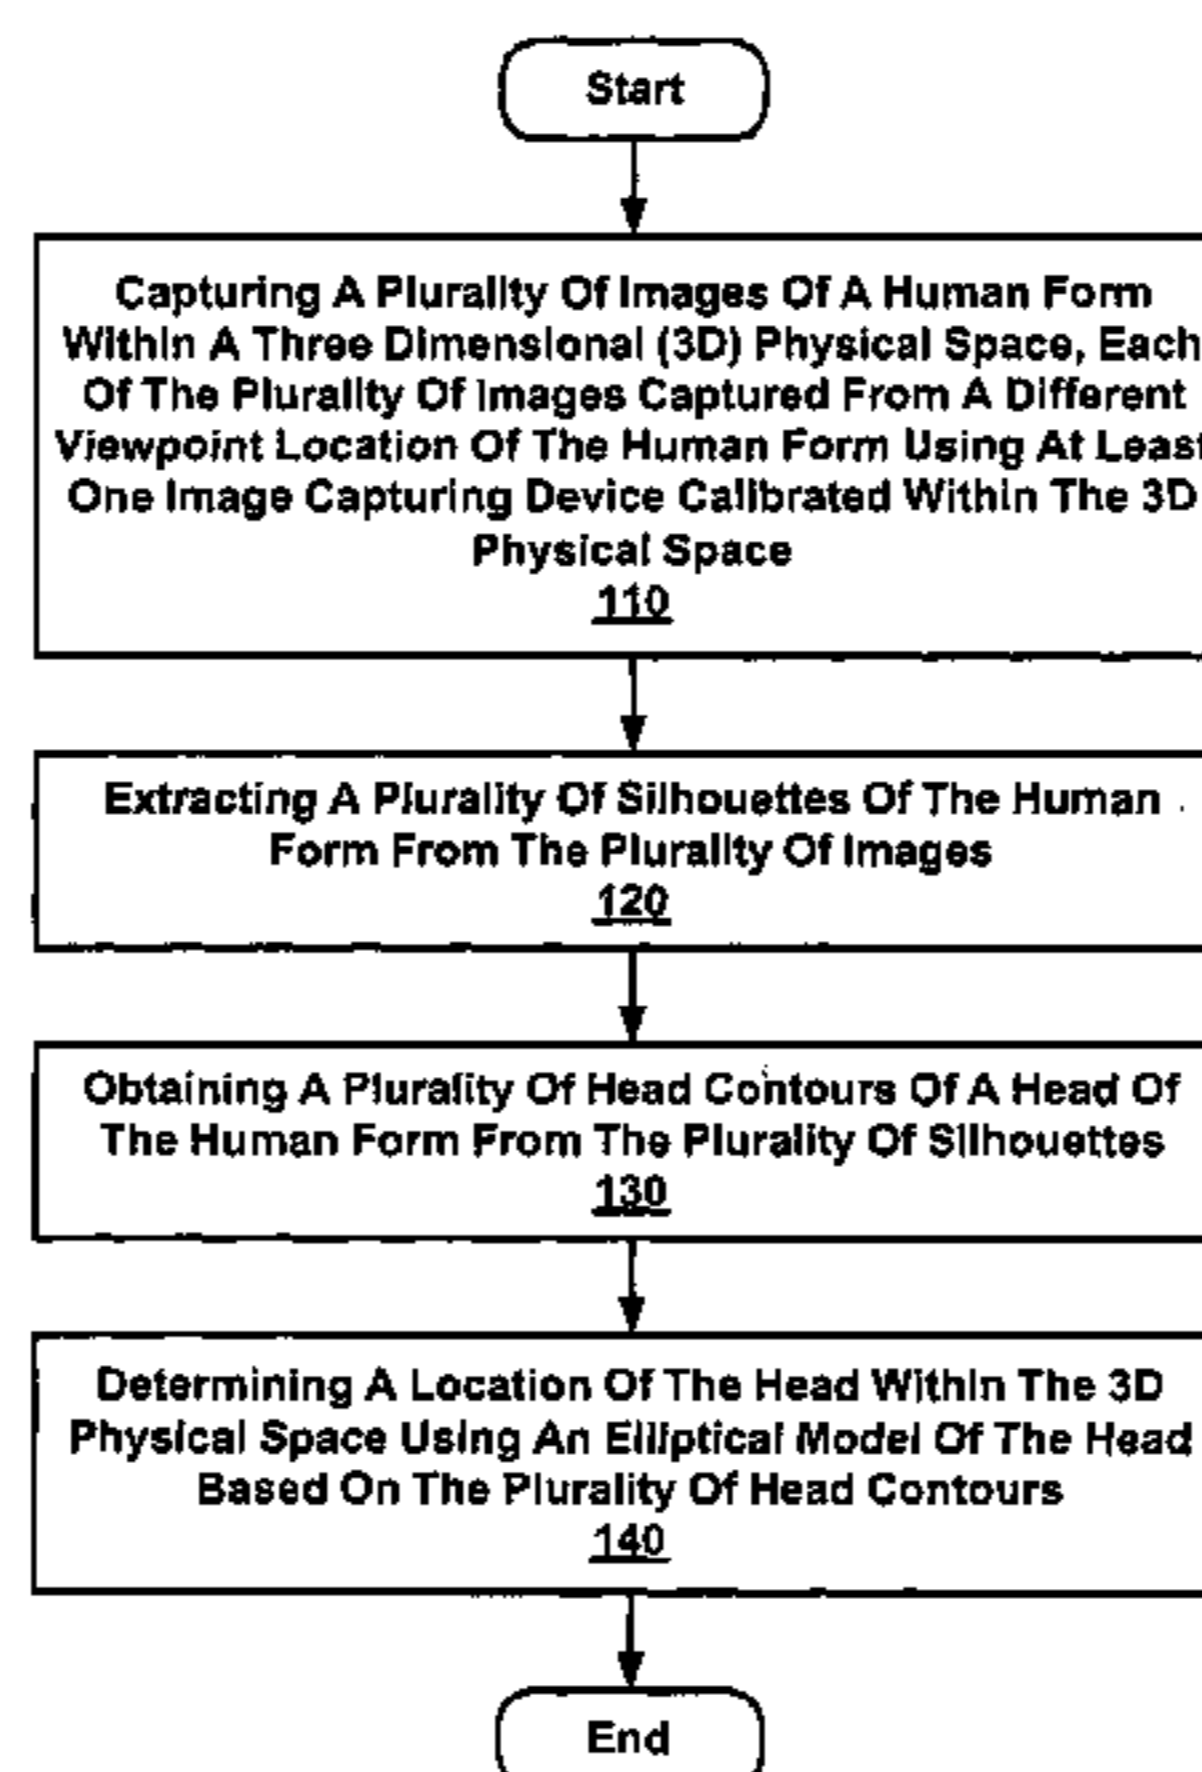 Start
Capturing A Plurality Of Images Of A Human Form
Within A Three Dimensional (3D) Physical Space, Each
Of The Plurality Of Images Captured From A Different
Viewpoint Location Of The Human Form Using At Least
One Image Capturing Device Calibrated Within The 3D
Physical Space
110
Extracting A Plurality Of Silhouettes Of The Human
Form From The Plurality Of Images
120
Obtaining A Plurality Of Head Contours Of A Head Of
The Human Form From The Plurality Of Silhouettes
130
Determining A Location Of The Head Within The 3D
Physical Space Using An Elliptical Model Of The Head
Based On The Plurality Of Head Contours
140
End